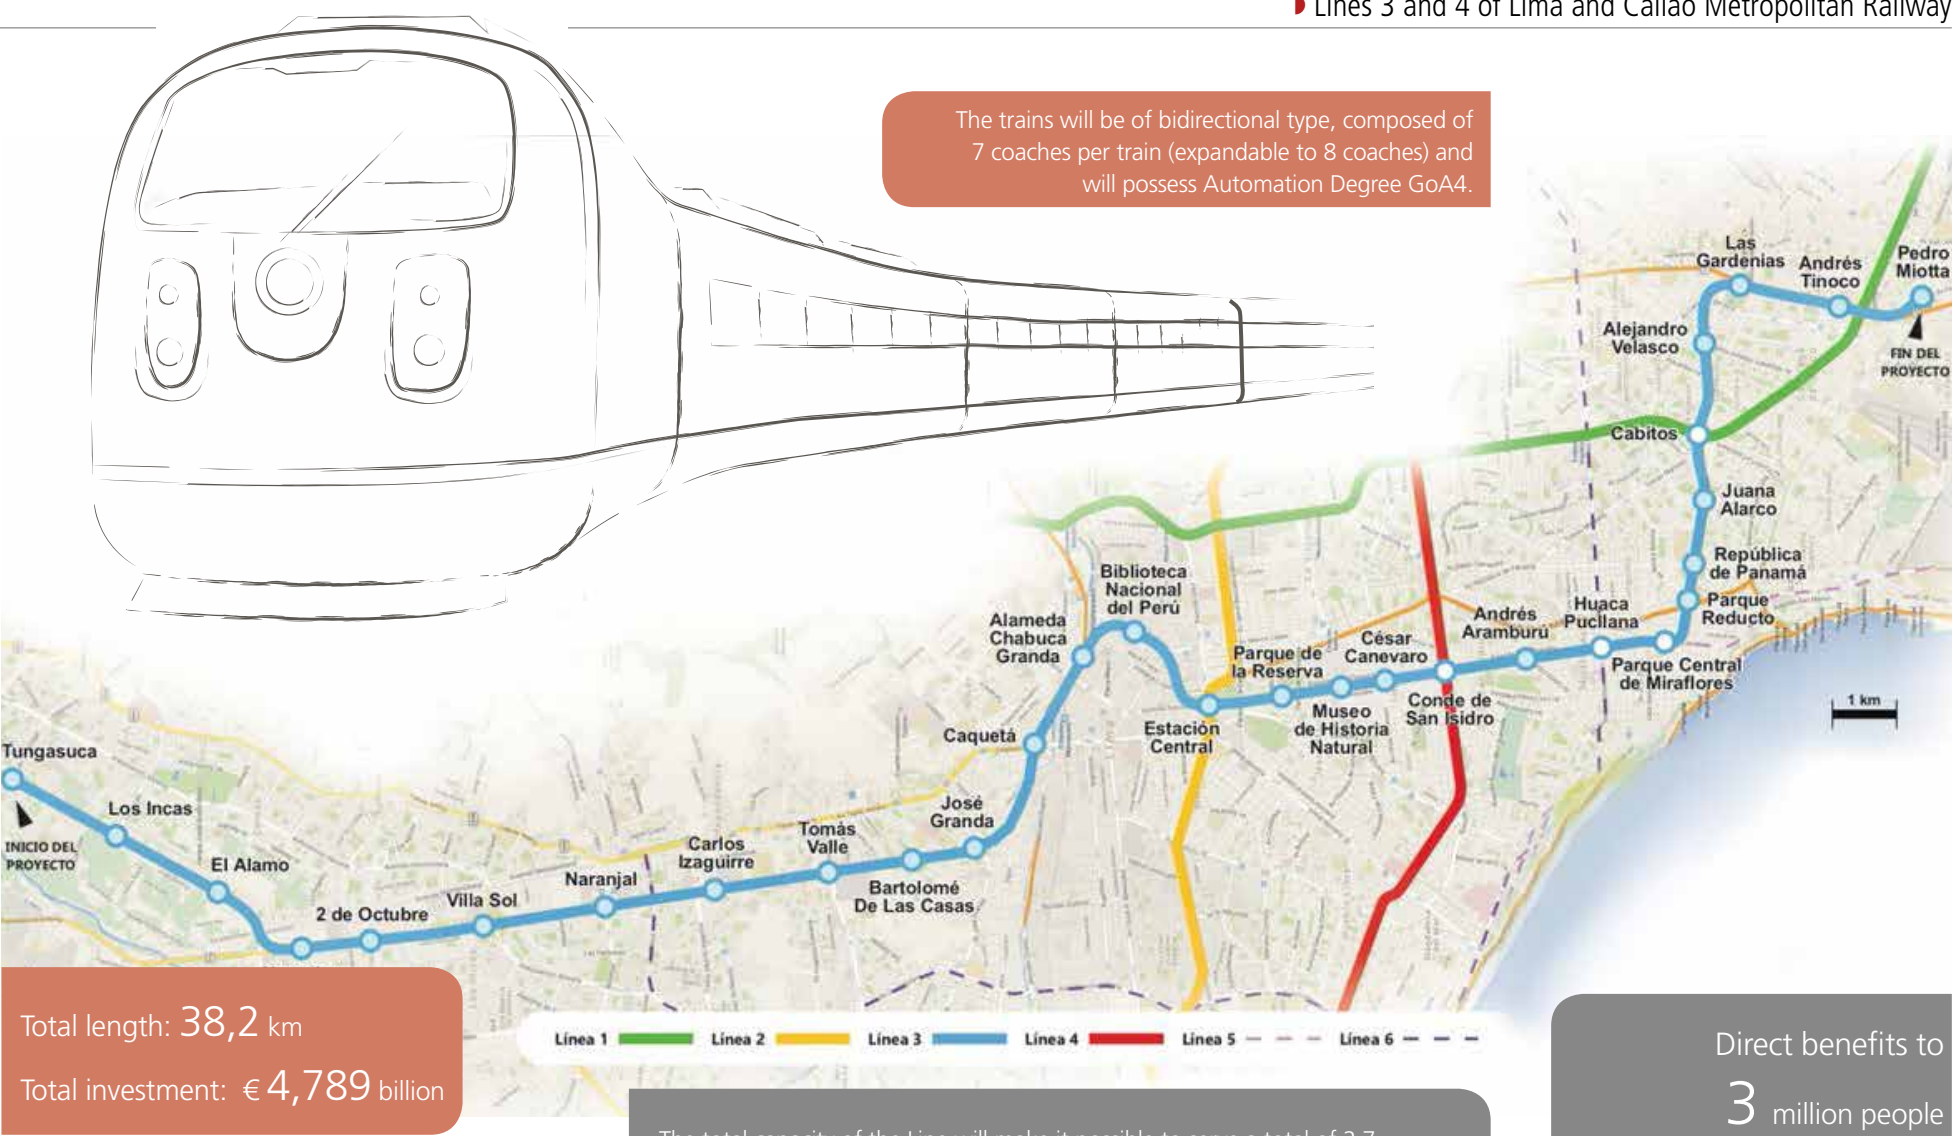 Lines 3 and 4 of Lima and Callao Metropolitan Railway
The trains will be of bidirectional type, composed of
7 coaches per train (expandable to 8 coaches) and
will possess Automation Degree GoA4.
Las
Gardenias
Andrés
Tinoco
Pedro
Miotta
Alejandro
Velasco
FIN DEL
PROYECTO
Cabitos
Juana
Alarco
República
de Panamá
Parque
Reducto
Biblioteca
Nacional
del Perú
Alameda
Chabuca
Granda
Andrés
Aramburú
Huaca
Pucllana
César
Canevaro
Parque de
la Reserva
Parque Central
de Miraflores
1 km
Conde de
San Isidro
Museo
de Historia
Natural
Estación
Central
Caquetá
Tungasuca
Los Incas
INICIO DEL
PROYECTO
El Alamo
2 de Octubre
Villa Sol
Naranjal
Carlos
Izaguirre
Tomás
Valle
José
Granda
Bartolomé
De Las Casas
Total length: 38,2 km
Total investment: € 4,789 billion
Línea 1
Línea 2
Línea 3
Línea 4
Línea 5
Línea 6
Direct benefits to
3 million people